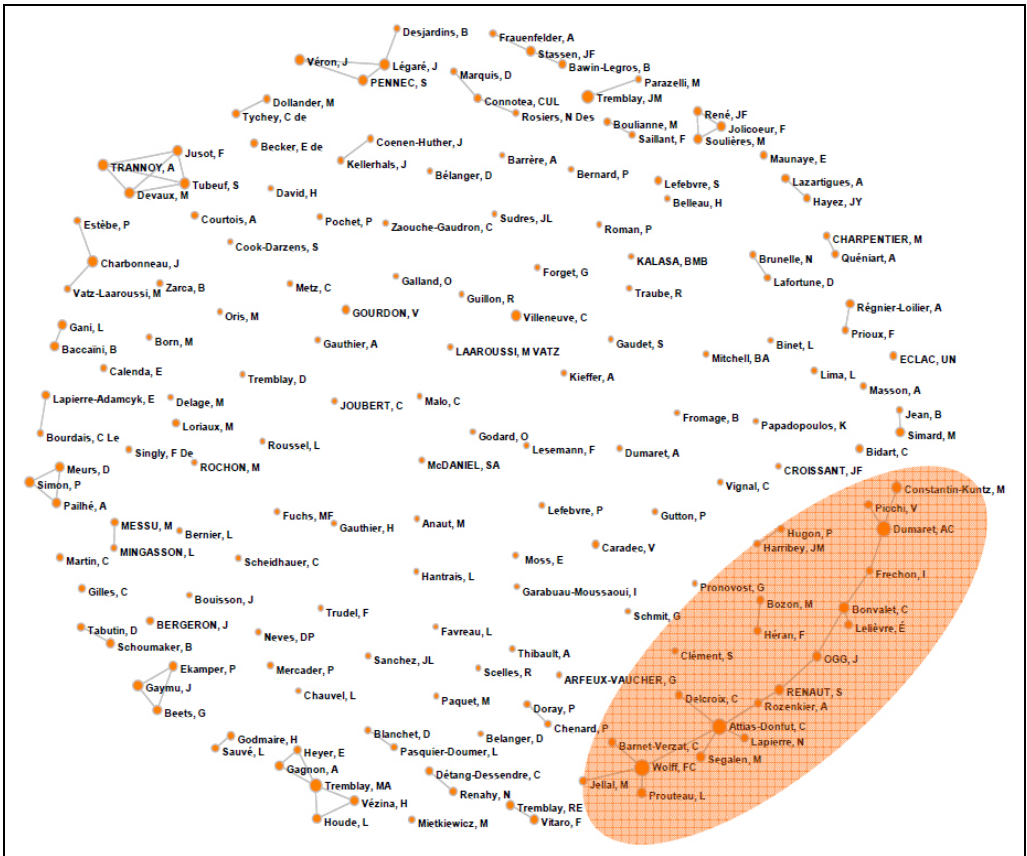 Desjardins, B
Frauenfelder, A
Stassen, JF
Véron, J
Légaré, J
Bawin-Legros, B
Marquis, D
PENNEC, S
Parazelli, M
Tremblay, JM
Connotea, CUL
Dollander, M
Tychey, C de
Rosiers, N Des
René, JF
Boulianne, M
Jolicoeur, F
Saillant, F
Soulières, M
Coenen-Huther, J
Becker, E de
Jusot, F
Kellerhals, J
Barrère, A
Maunaye, E
TRANNOY, A
Bélanger, D
Bernard, P
Tubeuf, S
Lefebvre, S
Lazartigues, A
Devaux, M
David, H
Belleau, H
Hayez, JY
Estèbe, P
Courtois, A
Pochet, P
Zaouche-Gaudron, C
Sudres, JL
Roman, P
Cook-Darzens, S
CHARPENTIER, M
Quéniart, A
Charbonneau, J
KALASA, BMB
Brunelle, N
Forget, G
Galland, O
Lafortune, D
Vatz-Laaroussi, M
Zarca, B
Metz, C
Guillon, R
Traube, R
Oris, M
GOURDON, V
Villeneuve, C
Régnier-Loilier, A
Gani, L
Prioux, F
Born, M
Gauthier, A
Gaudet, S
Binet, L
Baccaïni, B
LAAROUSSI, M VATZ
Mitchell, BA
ECLAC, UN
Calenda, E
Tremblay, D
Kieffer, A
Lima, L
Masson, A
Lapierre-Adamcyk, E
Delage, M
JOUBERT, C
Malo, C
Fromage, B
Jean, B
Loriaux, M
Papadopoulos, K
Bourdais, C Le
Godard, O
Simard, M
Roussel, L
Singly, F De
Lesemann, F
Dumaret, A
Bidart, C
ROCHON, M
McDANIEL, SA
CROISSANT, JF
Meurs, D
Simon, P
Vignal, C
Constantin-Kuntz, M
Pailhé, A
Lefebvre, P
Picchi, V
Fuchs, MF
Gutton, P
MESSU, M
Gauthier, H
Anaut, M
Dumaret, AC
Bernier, L
Hugon, P
Harribey, JM
MINGASSON, L
Caradec, V
Martin, C
Scheidhauer, C
Moss, E
Hantrais, L
Frechon, I
Gilles, C
Garabuau-Moussaoui, I
Pronovost, G
Bouisson, J
Bozon, M
Trudel, F
Schmit, G
Bonvalet, C
BERGERON, J
Lelièvre, É
Tabutin, D
Neves, DP
Favreau, L
Héran, F
Schoumaker, B
Thibault, A
Clément, S
OGG, J
Sanchez, JL
Ekamper, P
Mercader, P
Scelles, R
ARFEUX-VAUCHER, G
Gaymu, J
Chauvel, L
RENAUT, S
Paquet, M
Delcroix, C
Rozenkier, A
Beets, G
Doray, P
Chenard, P
Attias-Donfut, C
Godmaire, H
Blanchet, D
Belanger, D
Lapierre, N
Sauvé, L
Heyer, E
Pasquier-Doumer, L
Barnet-Verzat, C
Segalen, M
Gagnon, A
Détang-Dessendre, C
Wolff, FC
Tremblay, MA
Jellal, M
Renahy, N
Prouteau, L
Vézina, H
Tremblay, RE
Houde, L
Mietkiewicz, M
Vitaro, F